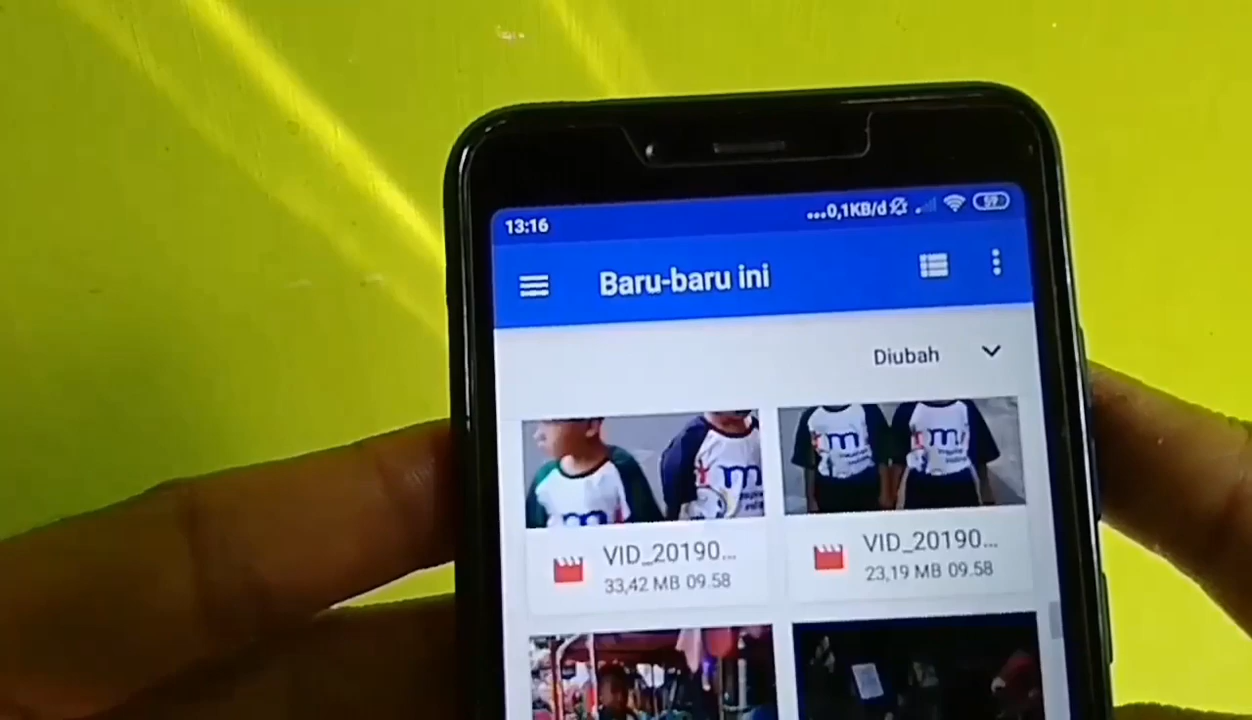 13:16
...0,1KB/d
59
Baru-baru ini
Diubah
m
m
m
m
VID_20190...
33,42 MB 09.58
VID_20190...
23,19 MB 09.58